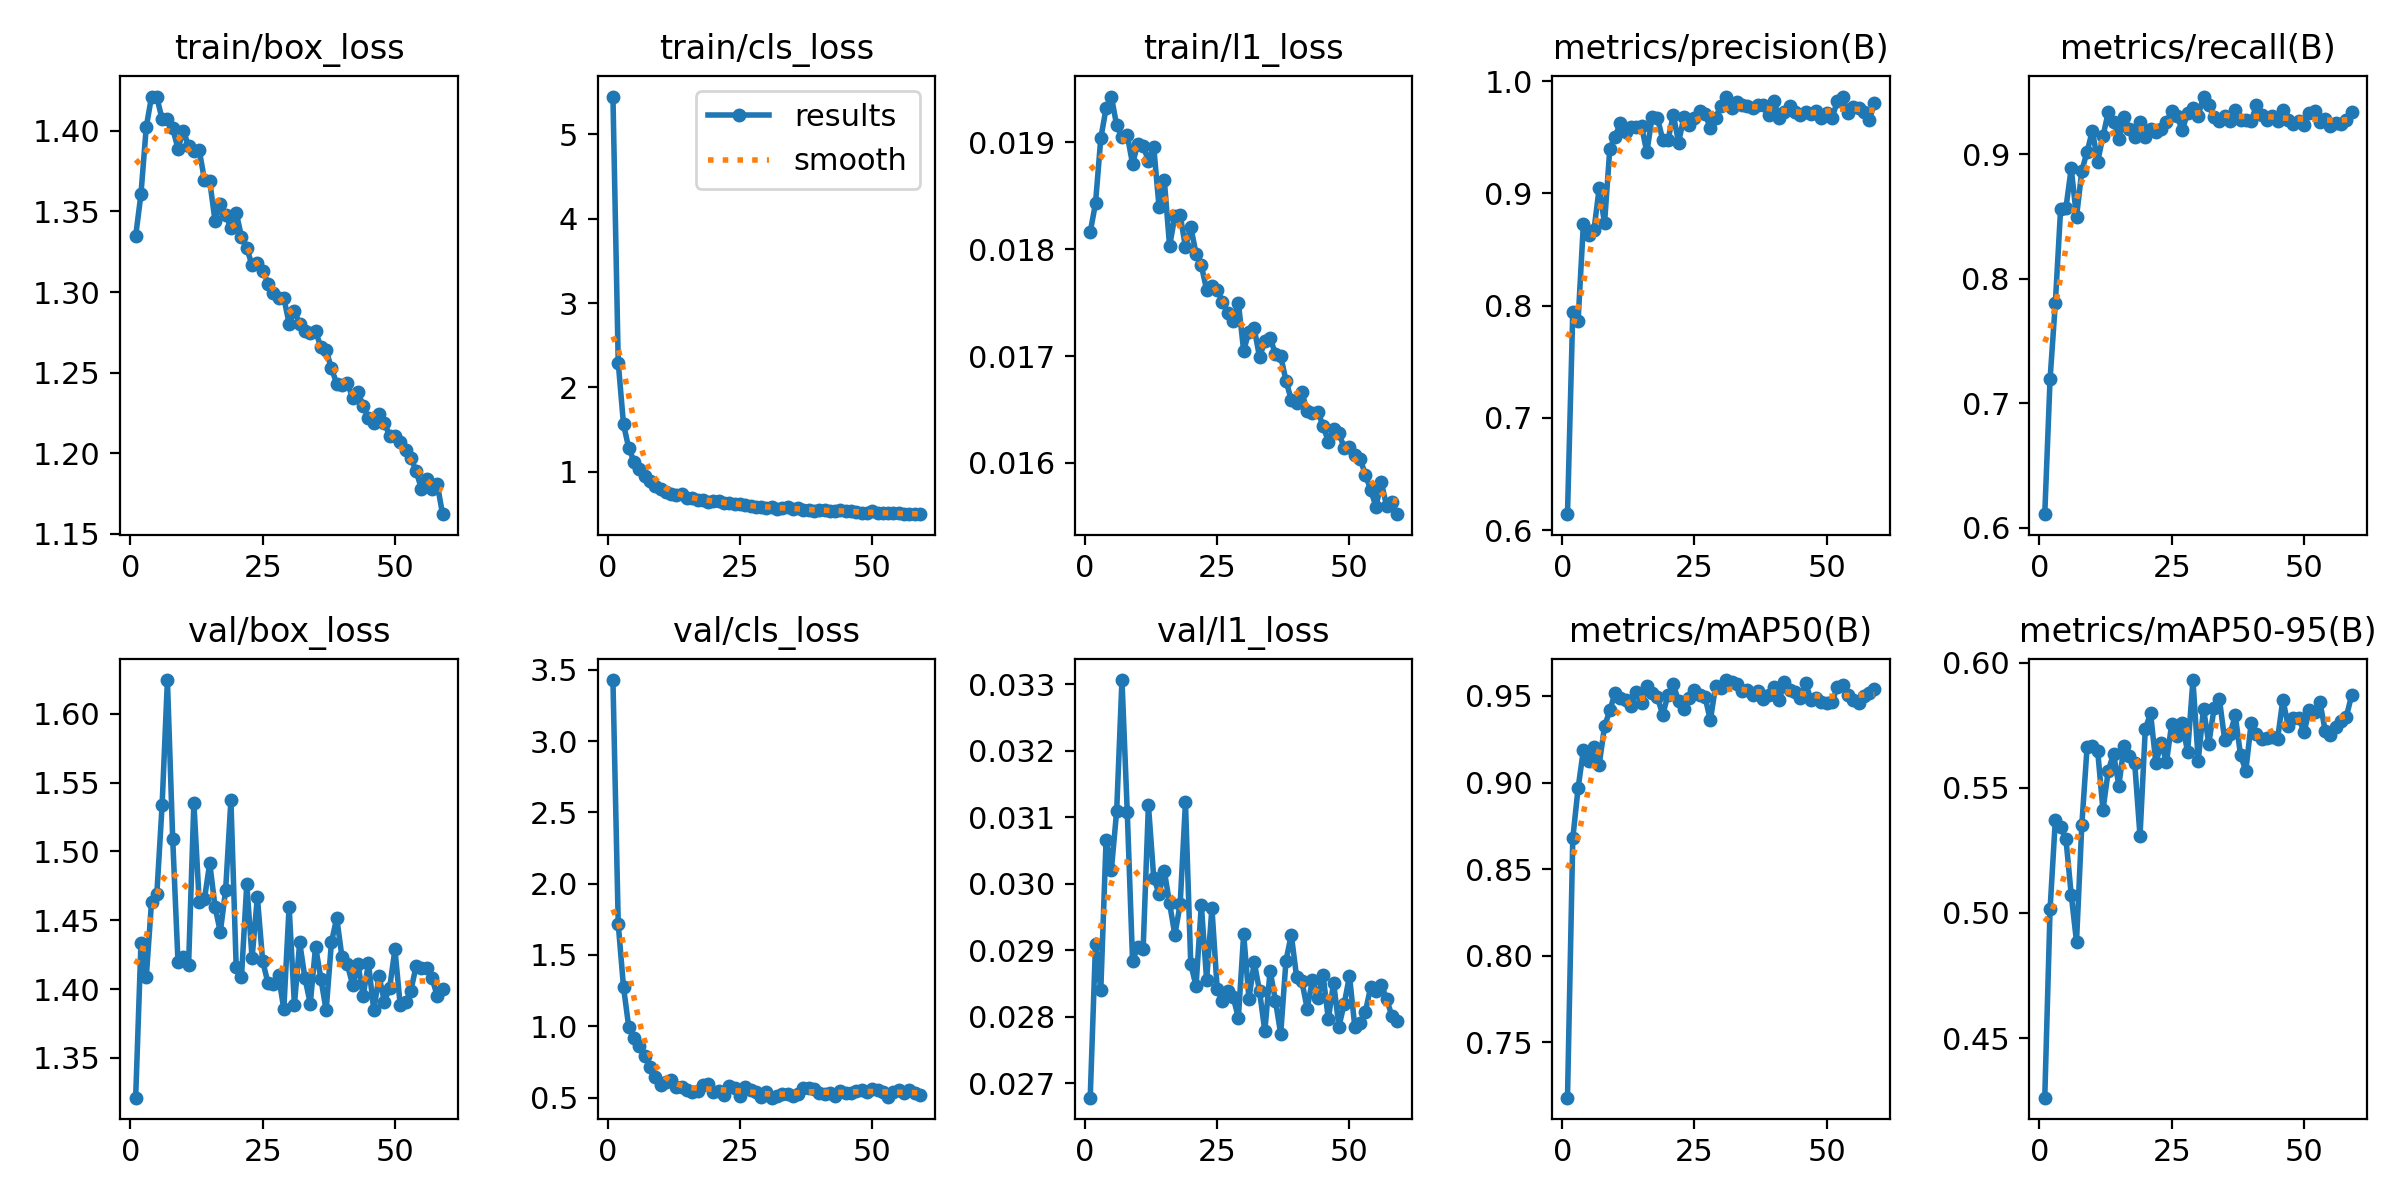 train/box_loss
1.40
1.35
1.30
1.25
1.20
1.15
0 25 50
train/cls_loss
results
smooth
5
4
3
2
1
0 25 50
train/l1_loss
0.019
0.018
0.017
0.016
0 25 50
metrics/precision(B)
1.0
0.9
0.8
0.7
0.6
0 25 50
metrics/recall(B)
0.9
0.8
0.7
0.6
0 25 50
val/box_loss
1.60
1.55
1.50
1.45
1.40
1.35
0 25 50
val/cls_loss
3.5
3.0
2.5
2.0
1.5
1.0
0.5
0 25 50
val/l1_loss
0.033
0.032
0.031
0.030
0.029
0.028
0.027
0 25 50
metrics/mAP50(B)
0.95
0.90
0.85
0.80
0.75
0 25 50
metrics/mAP50-95(B)
0.60
0.55
0.50
0.45
0 25 50